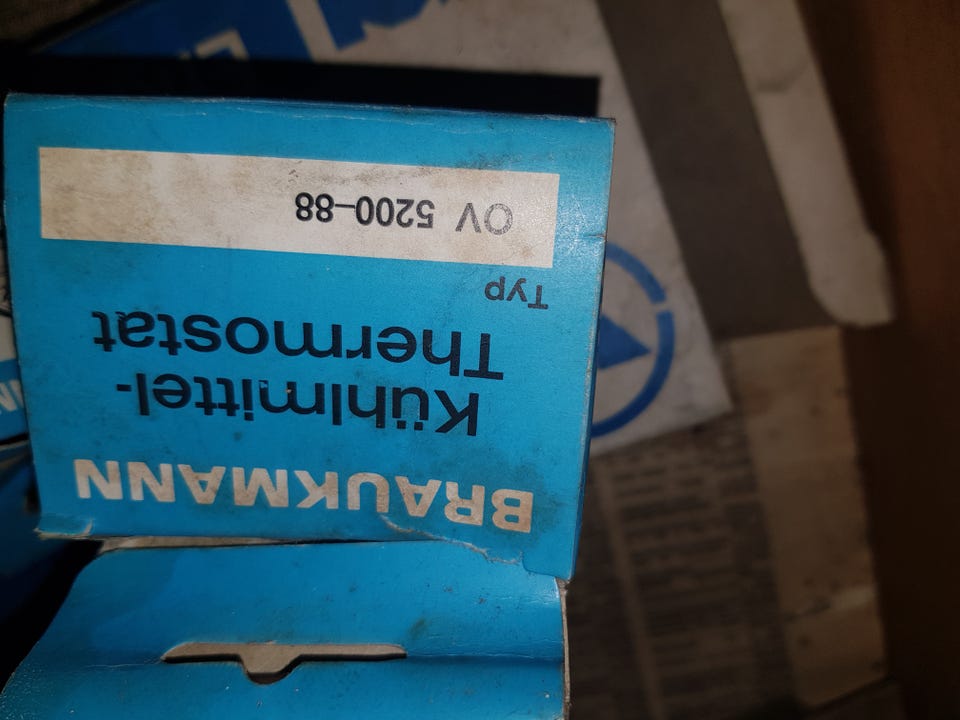 BRAUKMANN
Kühlmittel-
Thermostat
Typ
OV 5200-88